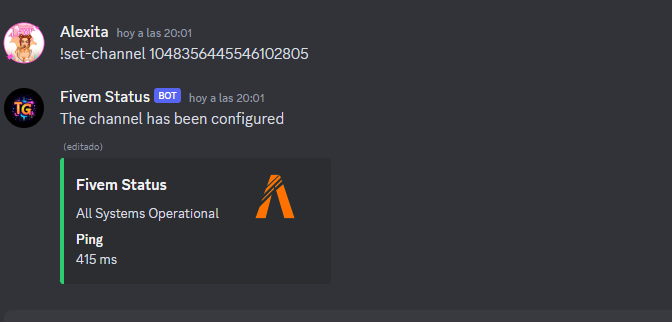 Alexita hoy a las 20:01
!set-channel 1048356445546102805
TG
Fivem Status BOT hoy a las 20:01
The channel has been configured
(editado)
Fivem Status
All Systems Operational
Ping
415 ms